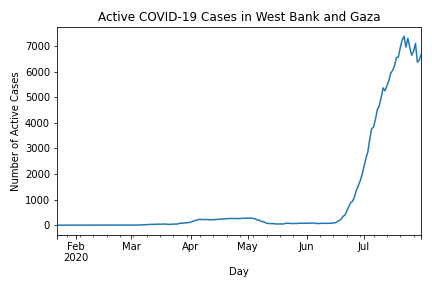 Active COVID-19 Cases in West Bank and Gaza
Number of Active Cases
7000
6000
5000
4000
3000
2000
1000
0
Feb Mar Apr May Jun Jul
2020
Day